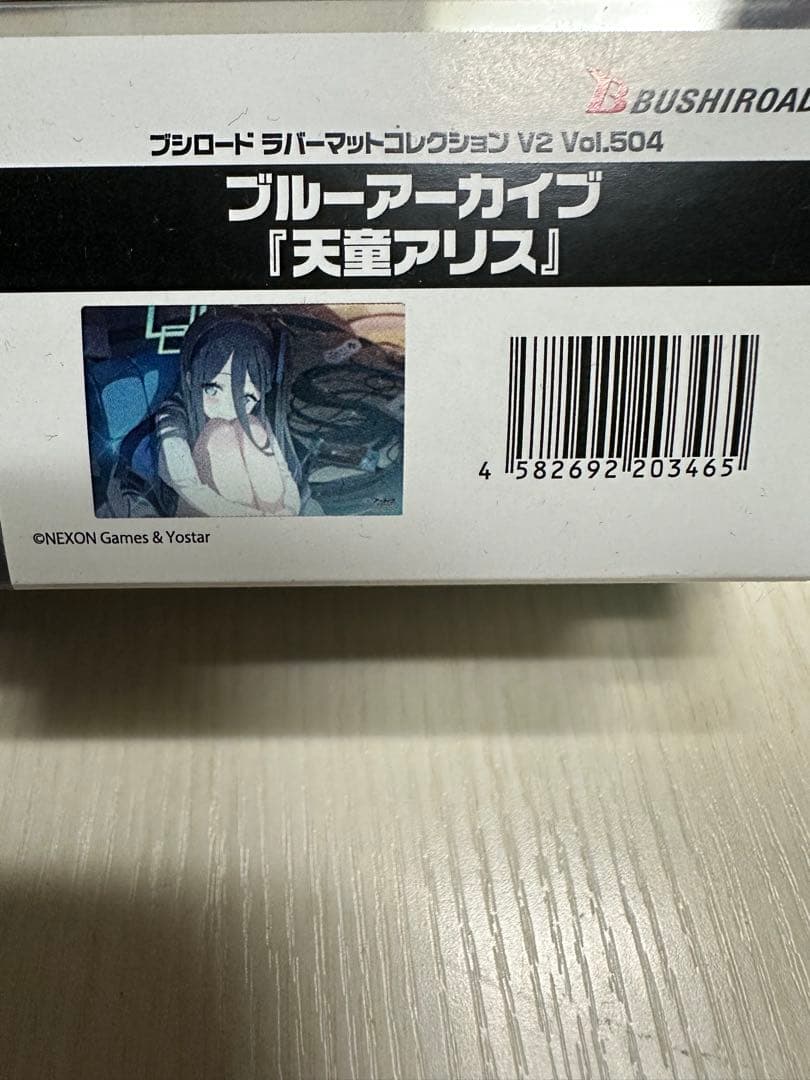 BUSHIROAD
ブシロード ラバーマットコレクション V2 Vol.504
ブルーアーカイブ
『天童アリス』
4 582692 203465
©NEXON Games & Yostar